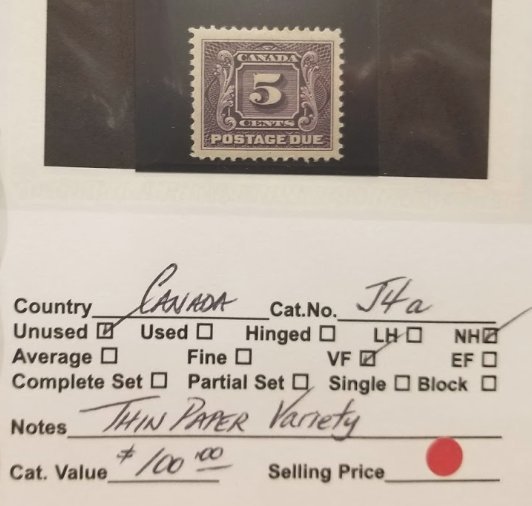 CANADA
5
CENTS
POSTAGE DUE
Country CANADA Cat.No. J4a
Unused ☑ Used ☐ Hinged ☐ LH ☐ NH ☑
Average ☐ Fine ☐ VF ☑ EF ☐
Complete Set ☐ Partial Set ☐ Single ☐ Block ☐
Notes THIN PAPER Variety
Cat. Value $100.00 Selling Price